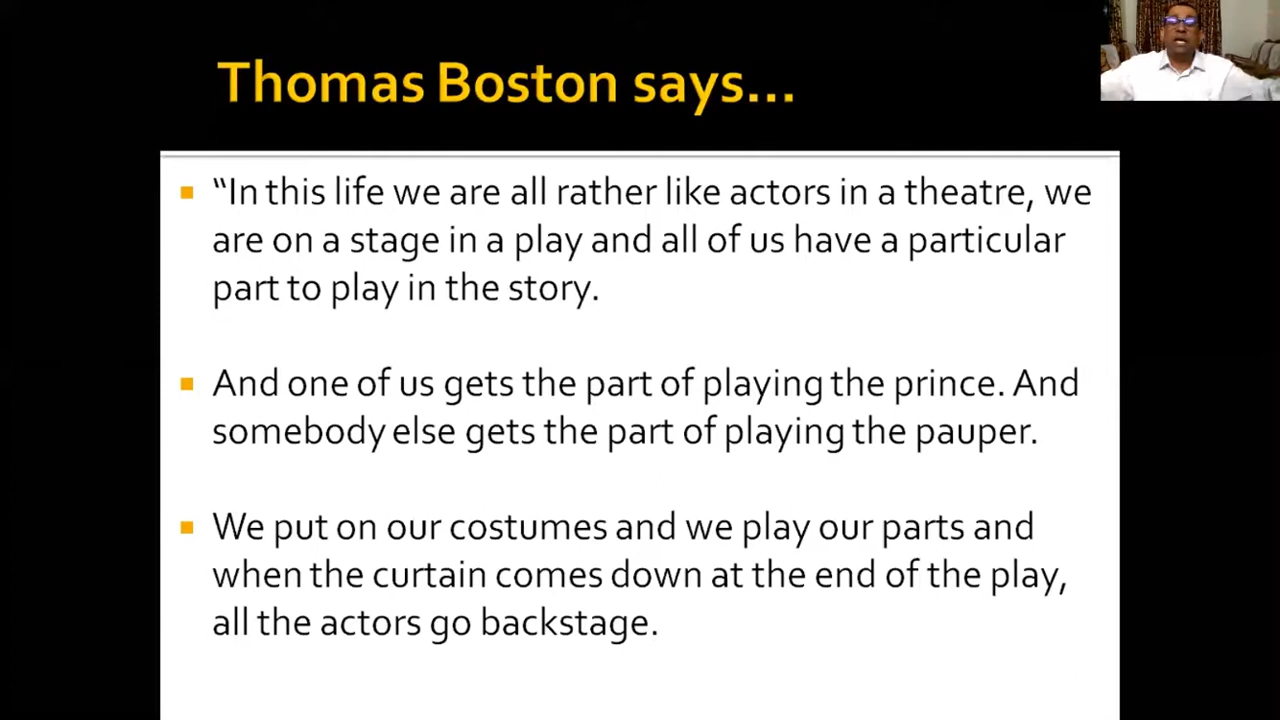 Thomas Boston says...
“In this life we are all rather like actors in a theatre, we
are on a stage in a play and all of us have a particular
part to play in the story.
And one of us gets the part of playing the prince. And
somebody else gets the part of playing the pauper.
We put on our costumes and we play our parts and
when the curtain comes down at the end of the play,
all the actors go backstage.